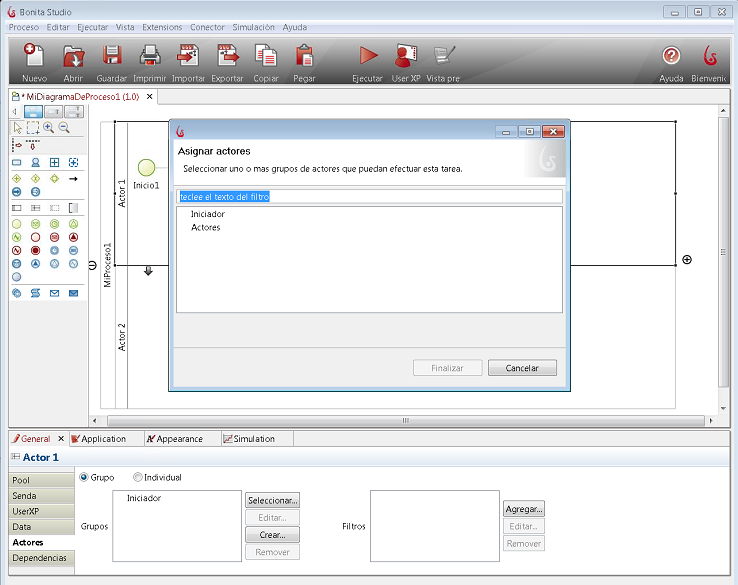 Bonita Studio
Proceso Editar Ejecutar Vista Extensions Conector Simulación Ayuda
Nuevo Abrir Guardar Imprimir Importar Exportar Copiar Pegar Ejecutar User XP Vista pre Ayuda Bienveni
*MiDiagramaDeProceso1 (1.0)
Asignar actores
Seleccionar uno o mas grupos de actores que puedan efectuar esta tarea.
teclee el texto del filtro
Iniciador
Actores
Finalizar Cancelar
Inicio1
Actor 1
MiProceso1
Actor 2
General Application Appearance Simulation
Actor 1
Pool
Senda
UserXP
Data
Actores
Dependencias
Grupo Individual
Grupos
Iniciador
Seleccionar...
Editar...
Crear...
Remover
Filtros
Agregar...
Editar...
Remover